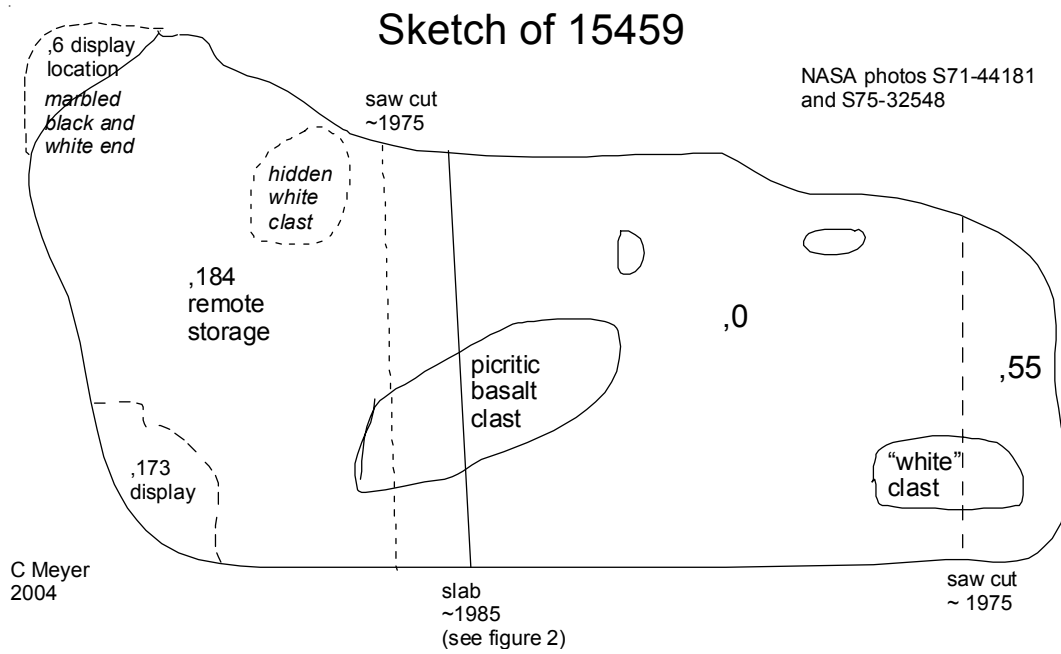 Sketch of 15459
,6 display
location
marbled
black and
white end
NASA photos S71-44181
and S75-32548
saw cut
~1975
hidden
white
clast
,184
remote
storage
,0
picritic
basalt
clast
,55
,173
display
“white”
clast
C Meyer
2004
slab
~1985
(see figure 2)
saw cut
~ 1975